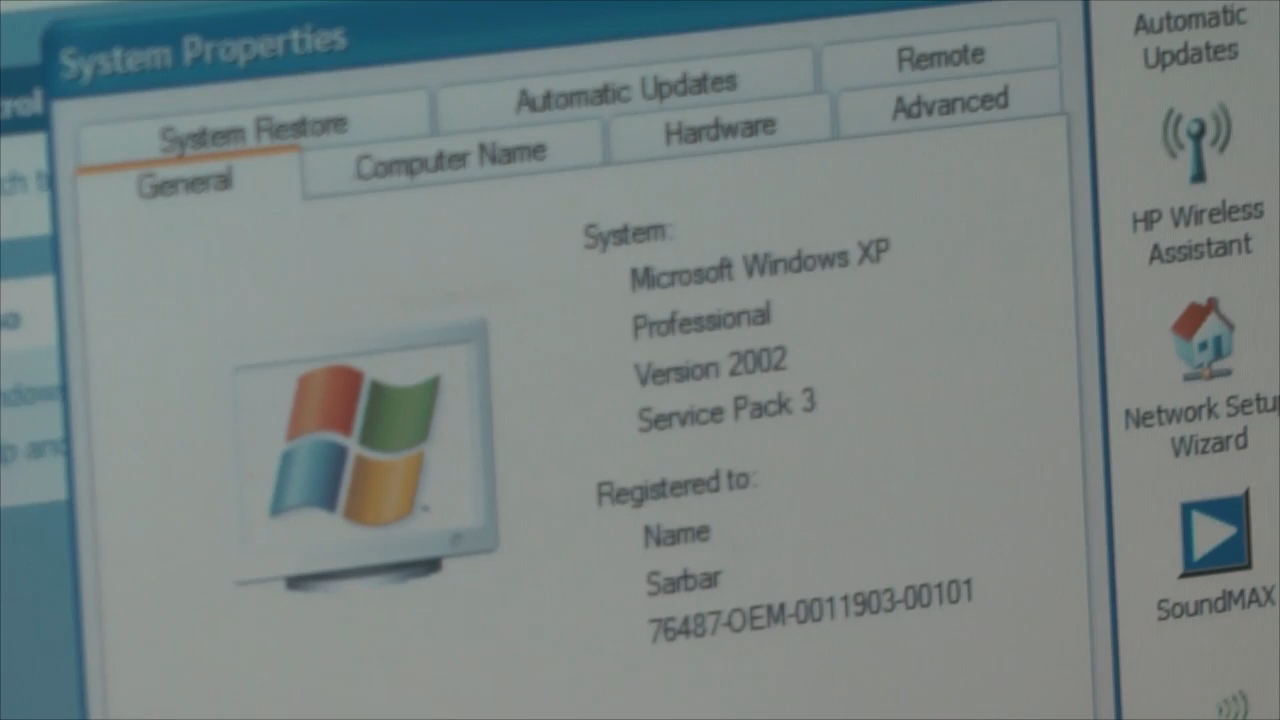 System Properties
System Restore
Automatic Updates
Remote
General
Computer Name
Hardware
Advanced
System:
Microsoft Windows XP
Professional
Version 2002
Service Pack 3
Registered to:
Name
Sarbar
76487-OEM-0011903-00101
Automatic
Updates
HP Wireless
Assistant
Network Setu
Wizard
SoundMAX